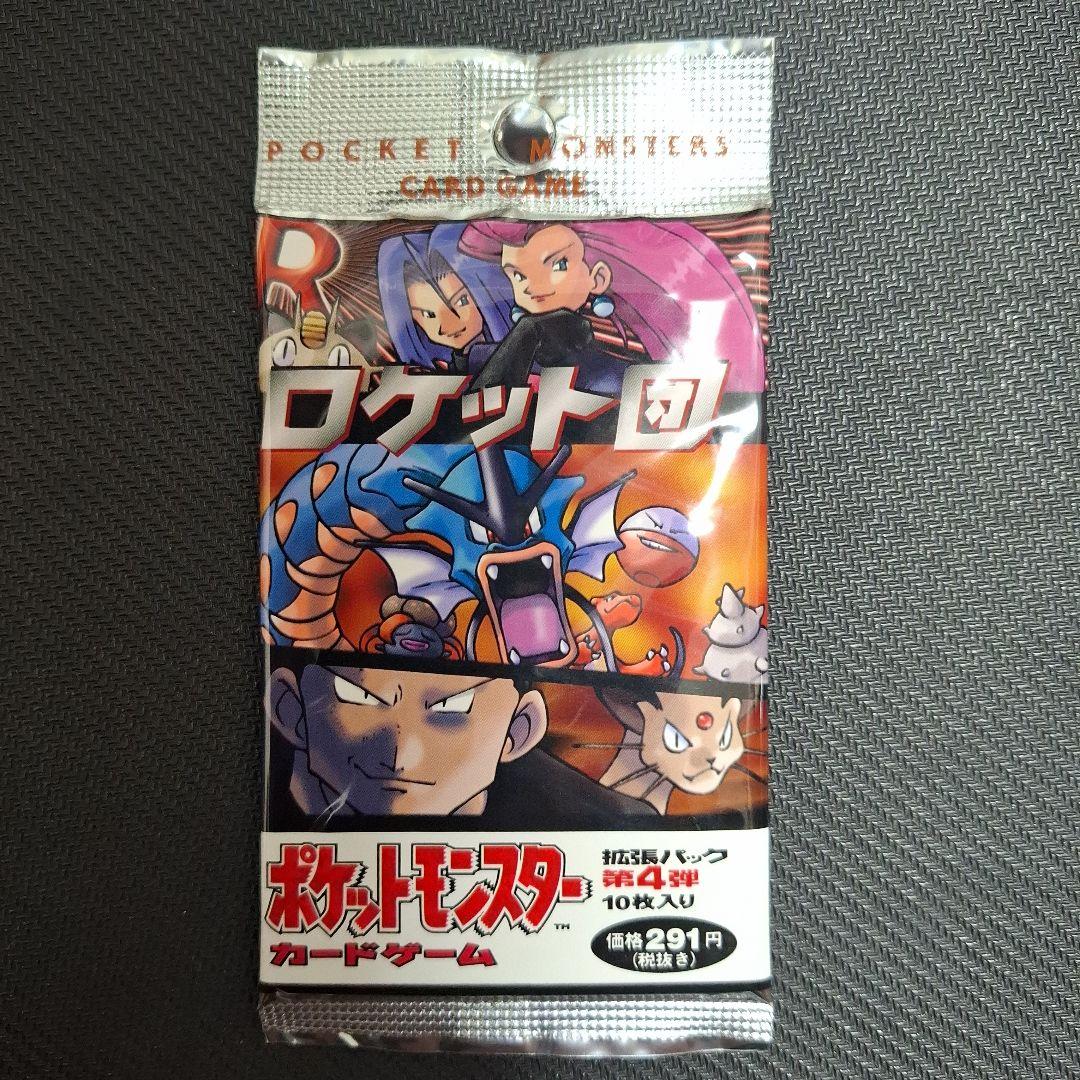 POCKET MONSTERS
CARD GAME
R
ロケット団
ポケットモンスター™
カードゲーム
拡張パック
第4弾
10枚入り
価格291円
(税抜き)